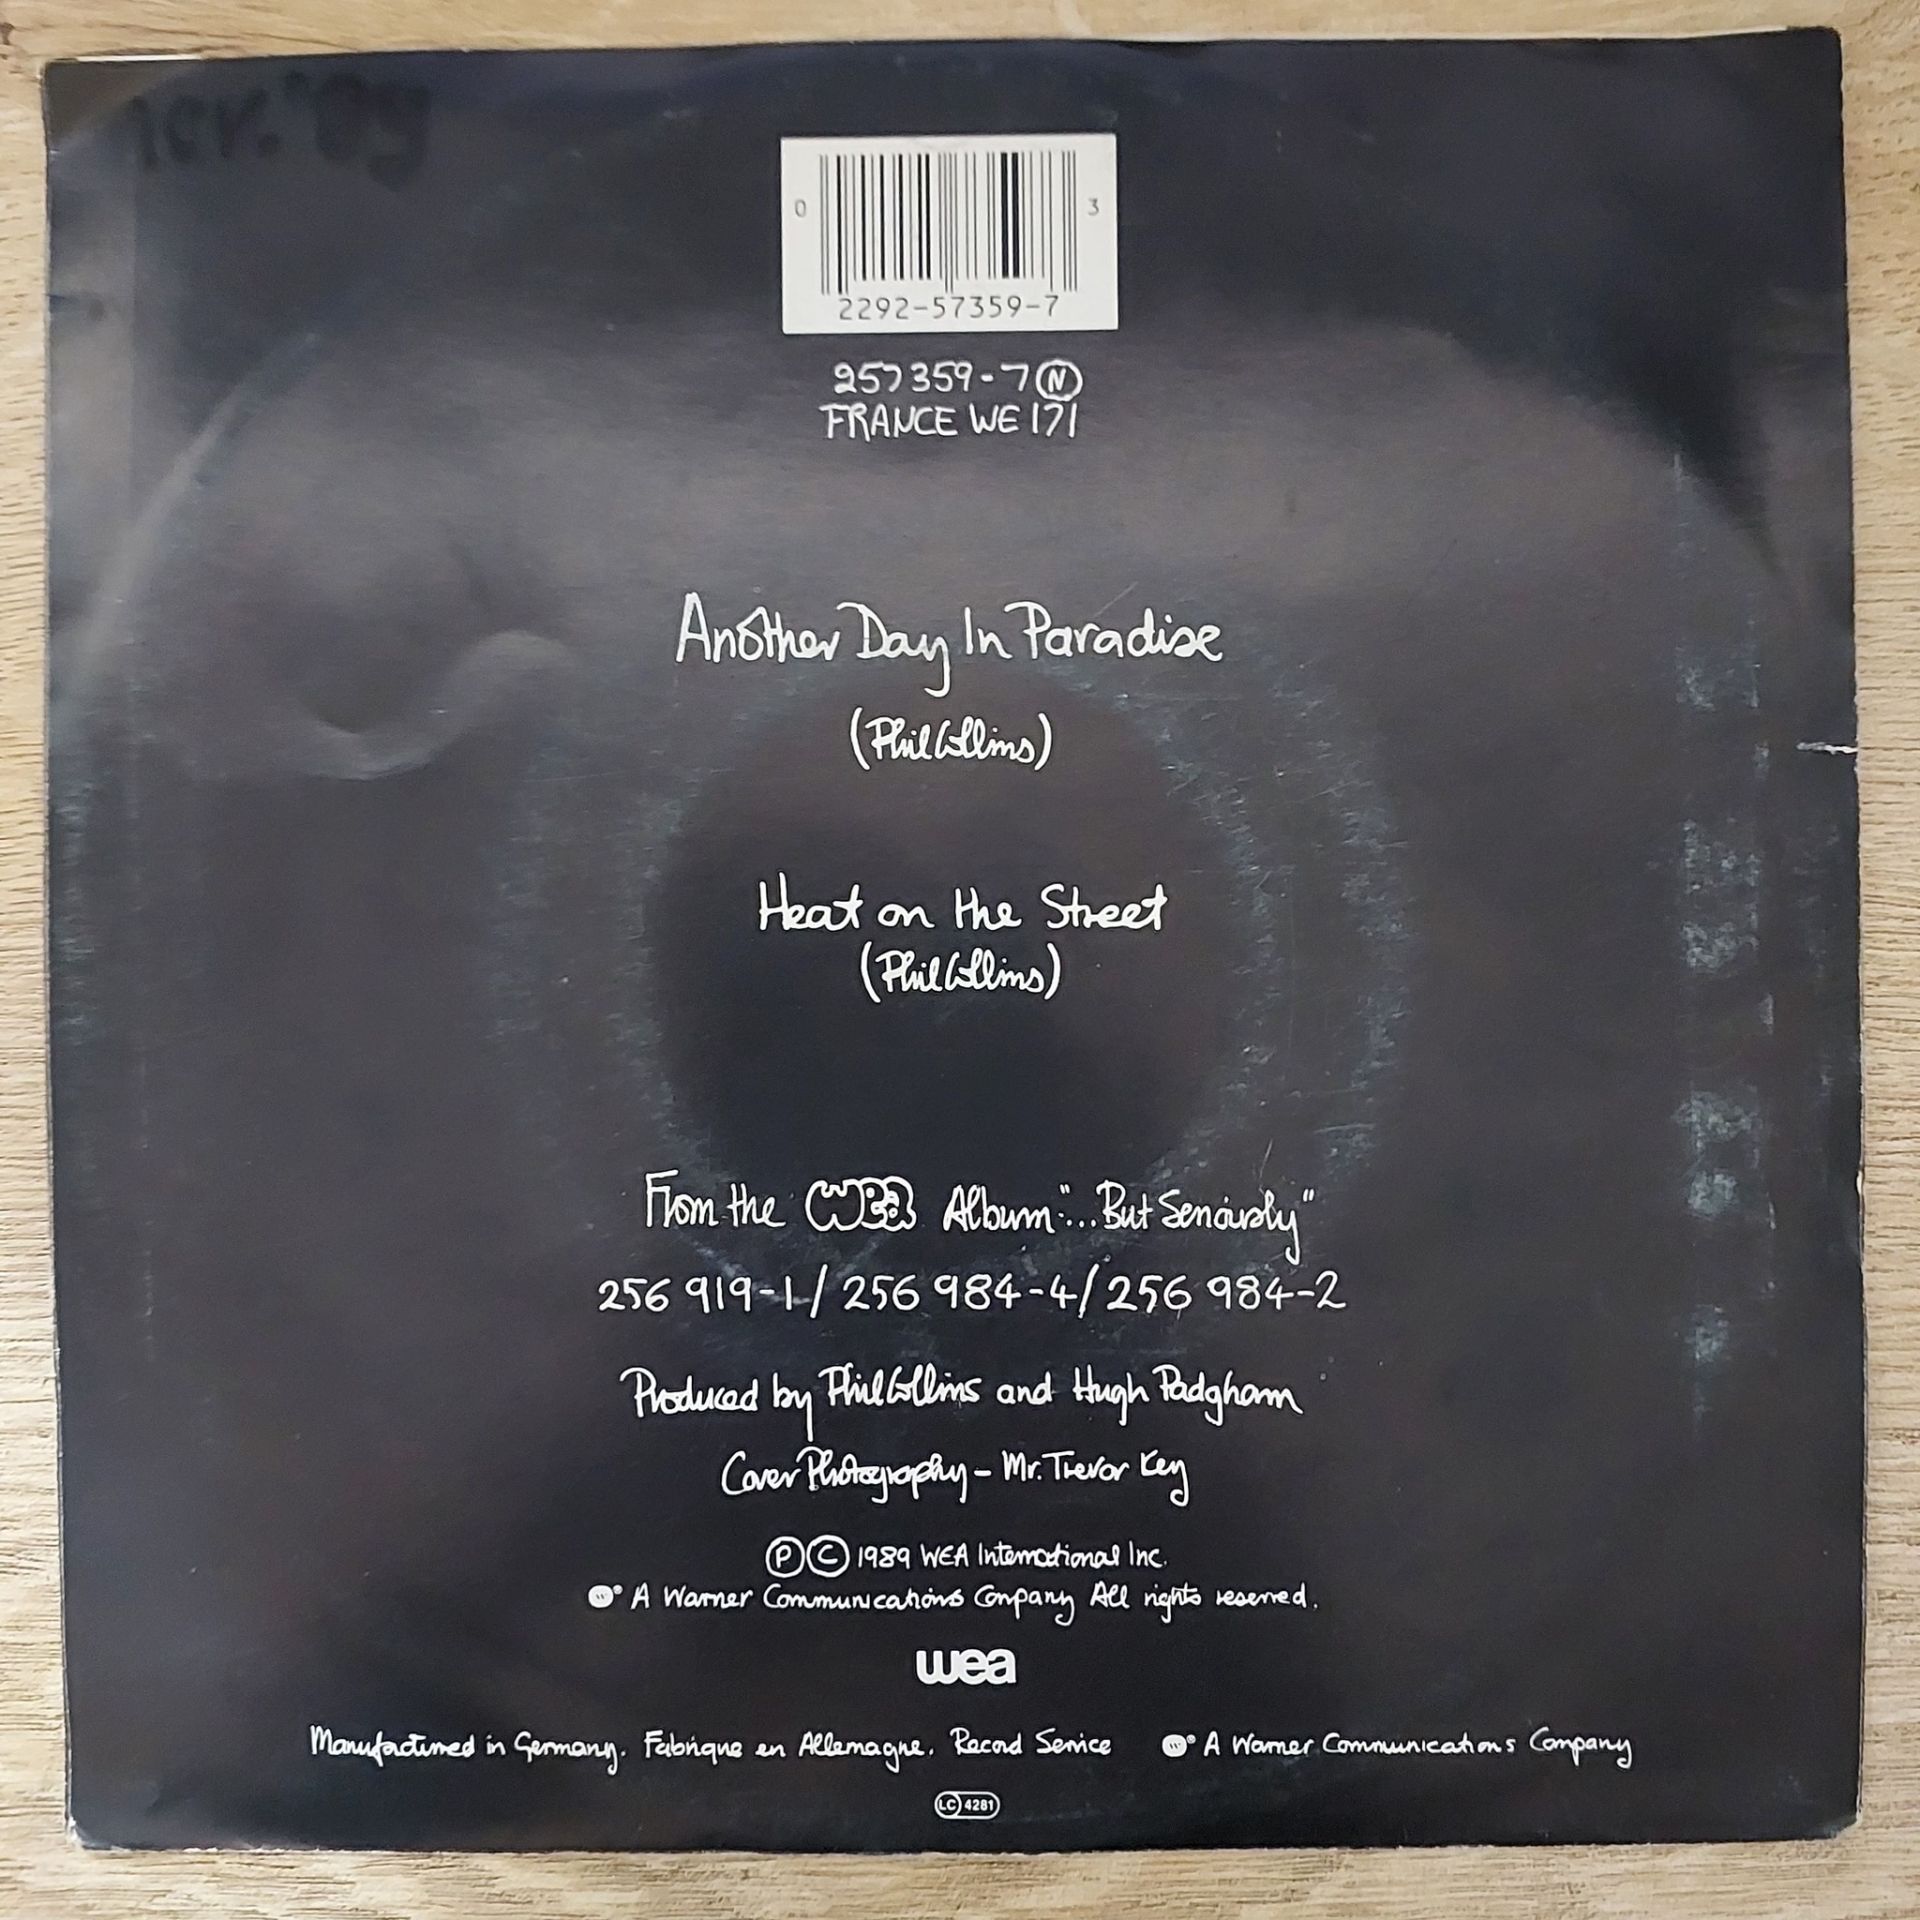 0 3
2292-57359-7
257359-7 Ⓝ
FRANCE WE 171
Another Day In Paradise
(Phil Collins)
Heat on the Street
(Phil Collins)
From the wea Album "...But Seriously"
256 919-1/256 984-4/256 984-2
Produced by Phil Collins and Hugh Padgham
Cover Photography - Mr. Trevor Key
ⓅⒸ 1989 WEA International Inc.
A Warner Communications Company All rights reserved.
wea
Manufactured in Germany. Fabriqué en Allemagne. Record Service A Warner Communications Company
LC 4281